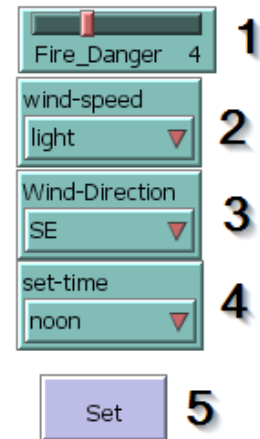 Fire_Danger 4 1
wind-speed
light 2
Wind-Direction
SE 3
set-time
noon 4
Set 5